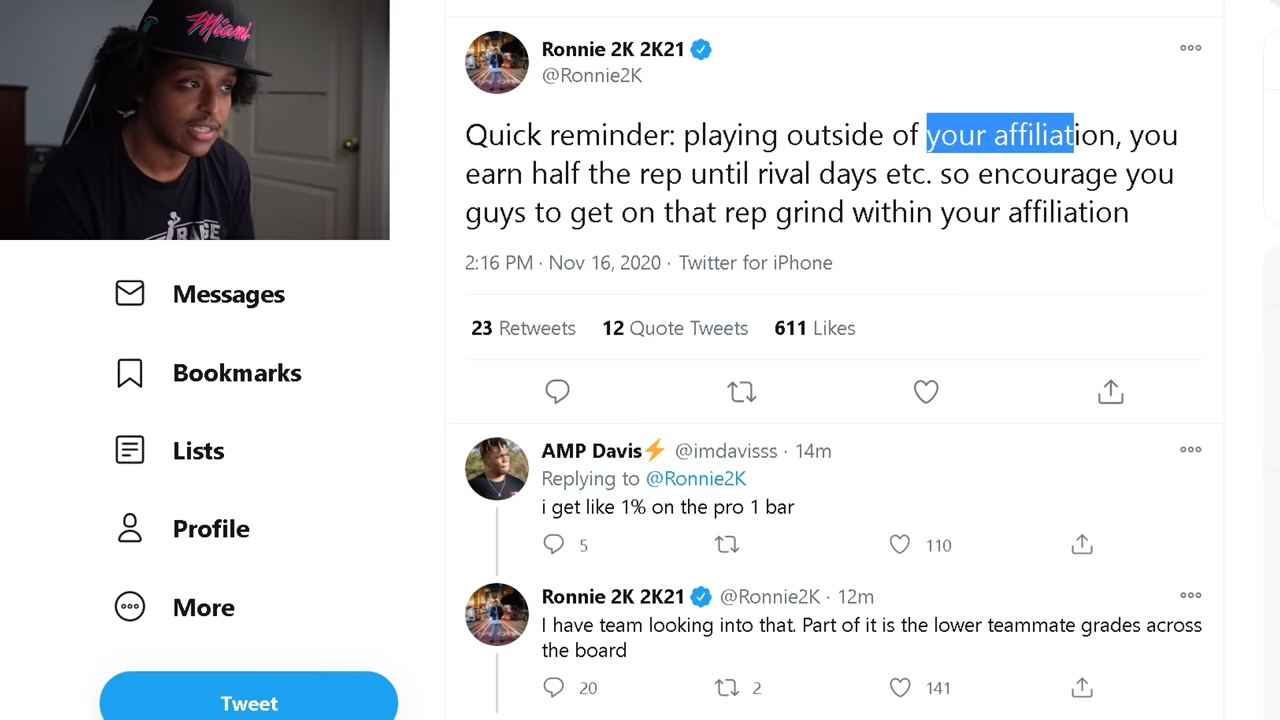 Miami
RAGE
Ronnie 2K 2K21
@Ronnie2K
Quick reminder: playing outside of your affiliation, you
earn half the rep until rival days etc. so encourage you
guys to get on that rep grind within your affiliation
2:16 PM · Nov 16, 2020 · Twitter for iPhone
23 Retweets 12 Quote Tweets 611 Likes
AMP Davis⚡ @imdavisss · 14m
Replying to @Ronnie2K
i get like 1% on the pro 1 bar
5 110
Ronnie 2K 2K21 @Ronnie2K · 12m
I have team looking into that. Part of it is the lower teammate grades across
the board
20 2 141
Messages
Bookmarks
Lists
Profile
More
Tweet